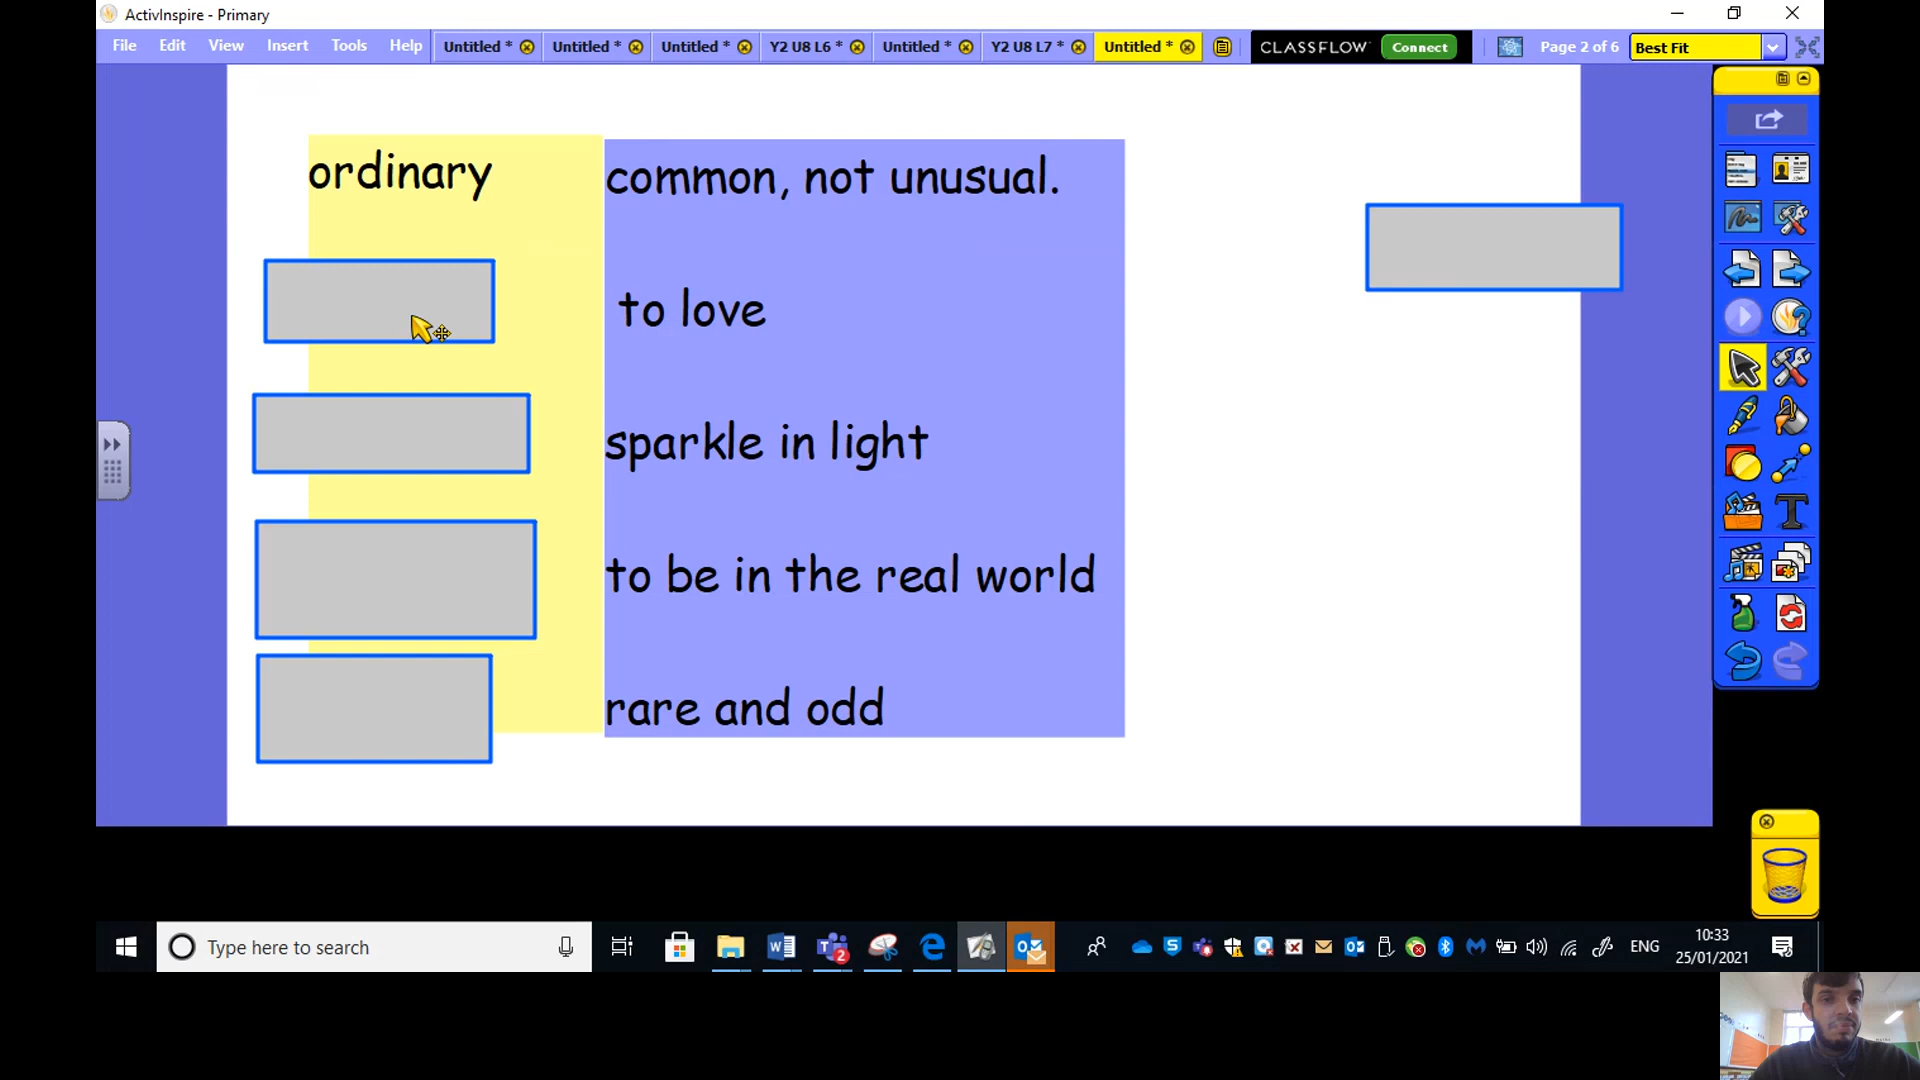 ActivInspire - Primary
File Edit View Insert Tools Help Untitled * Untitled * Untitled * Y2 U8 L6 * Untitled * Y2 U8 L7 * Untitled * CLASSFLOW Connect Page 2 of 6 Best Fit
ordinary common, not unusual.
to love
sparkle in light
to be in the real world
rare and odd
Type here to search 2 ENG 10:33
25/01/2021